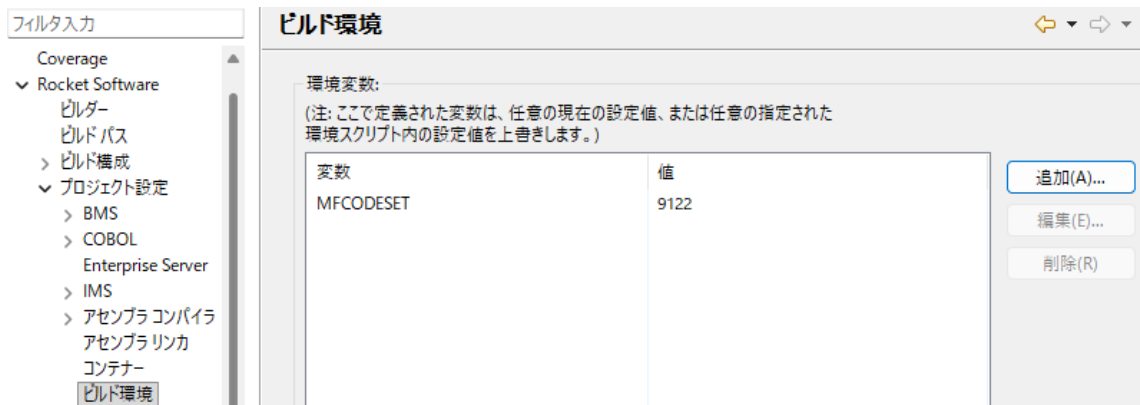 フィルタ入力
Coverage
Rocket Software
ビルダー
ビルド パス
ビルド構成
プロジェクト設定
BMS
COBOL
Enterprise Server
IMS
アセンブラ コンパイラ
アセンブラ リンカ
コンテナー
ビルド環境
ビルド環境
環境変数:
(注: ここで定義された変数は、任意の現在の設定値、または任意の指定された
環境スクリプト内の設定値を上書きします。)
変数 値
MFCODESET 9122
追加(A)...
編集(E)...
削除(R)